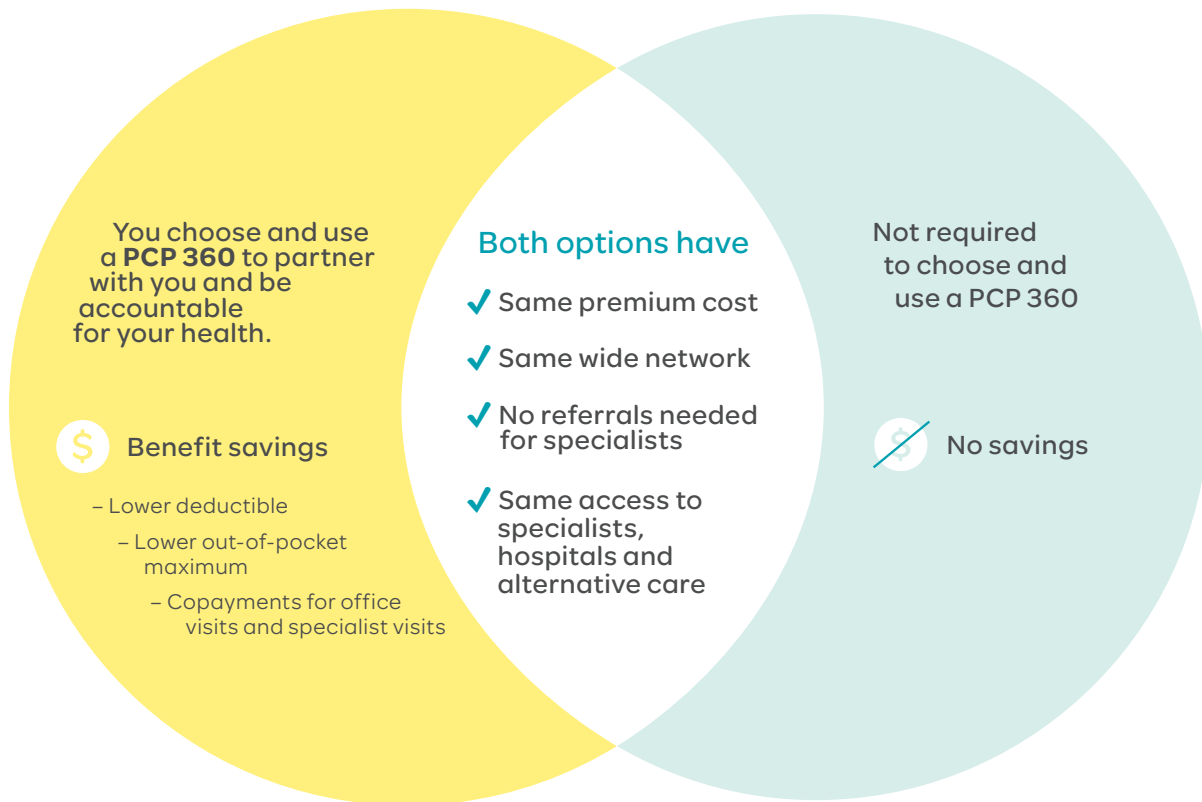 You choose and use
a PCP 360 to partner
with you and be
accountable
for your health.
$ Benefit savings
– Lower deductible
– Lower out-of-pocket
maximum
– Copayments for office
visits and specialist visits
Both options have
✓ Same premium cost
✓ Same wide network
✓ No referrals needed
for specialists
✓ Same access to
specialists,
hospitals and
alternative care
Not required
to choose and
use a PCP 360
$ No savings